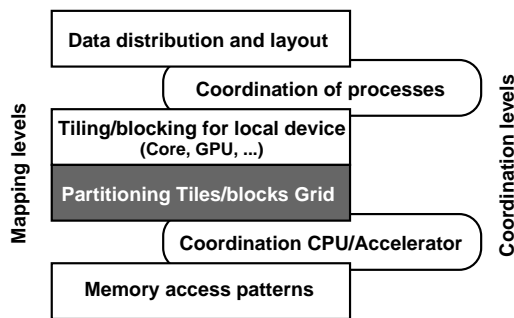 Data distribution and layout
Coordination of processes
Tiling/blocking for local device
(Core, GPU, ...)
Partitioning Tiles/blocks Grid
Coordination CPU/Accelerator
Memory access patterns
Mapping levels
Coordination levels